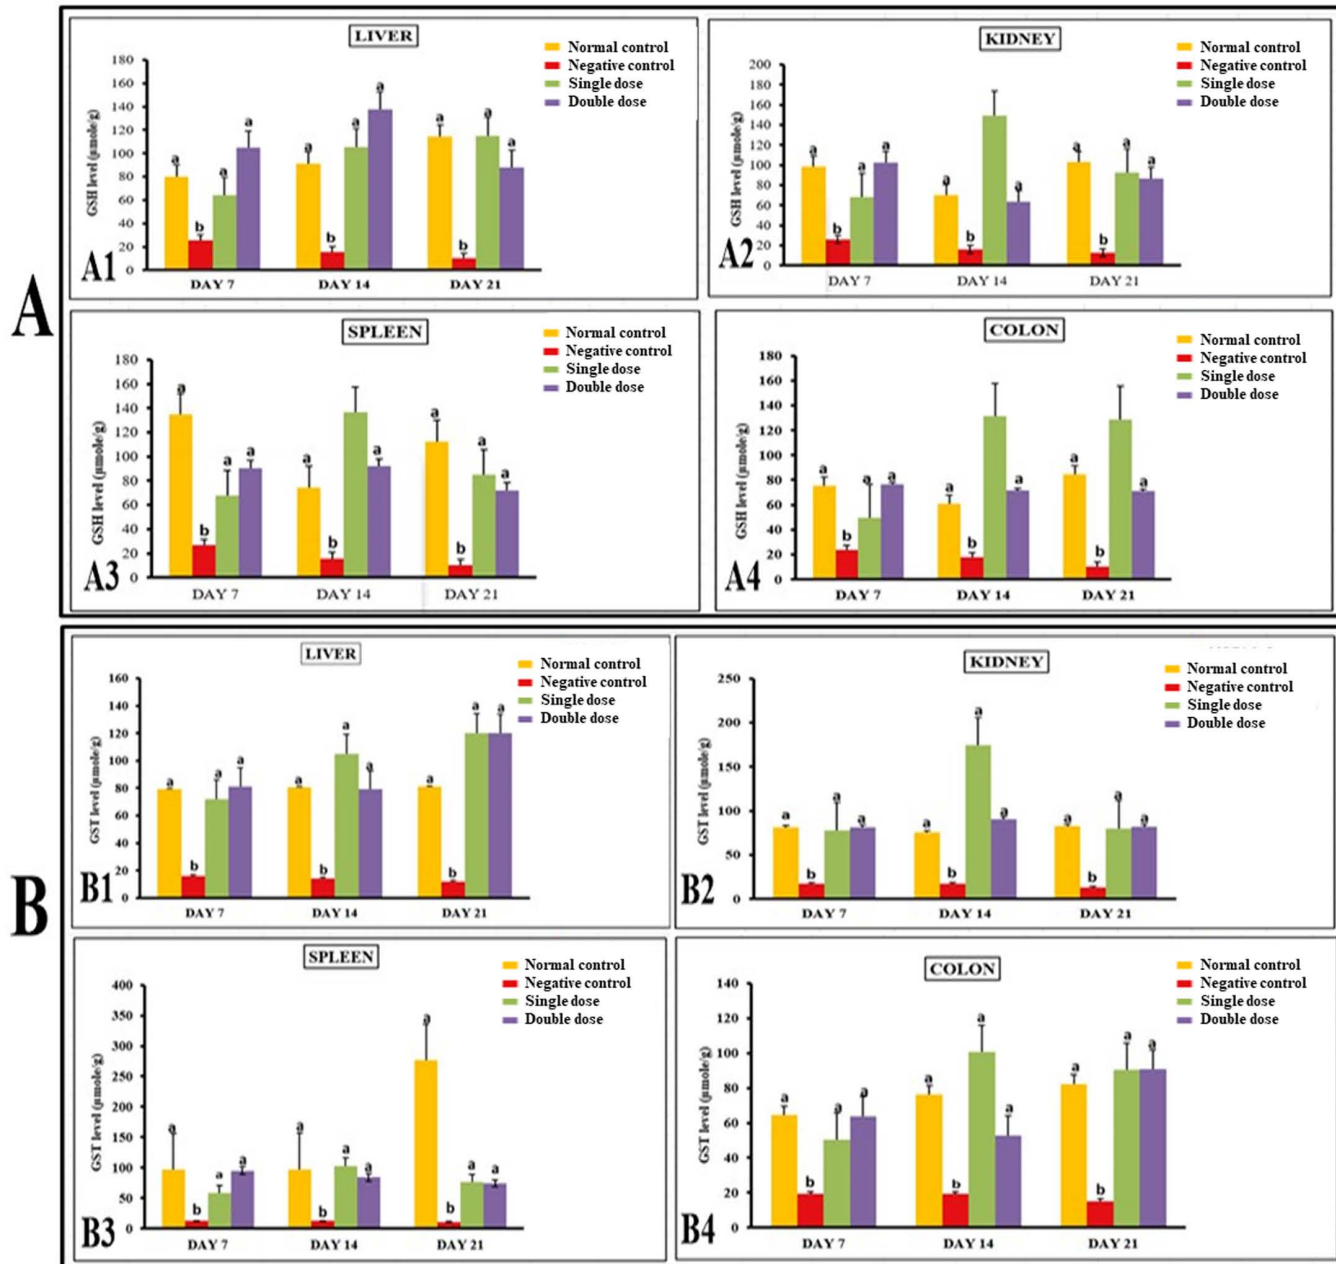 A
LIVER
Normal control
Negative control
Single dose
Double dose
GSH level (µmole/g)
180
160
140
120
100
80
60
40
20
0
a
b
a
a
a
b
a
a
a
b
a
a
DAY 7
DAY 14
DAY 21
A1
KIDNEY
Normal control
Negative control
Single dose
Double dose
GSH level (µmole/g)
200
180
160
140
120
100
80
60
40
20
0
a
b
a
a
a
b
a
a
b
a
a
DAY 7
DAY 14
DAY 21
A2
SPLEEN
Normal control
Negative control
Single dose
Double dose
GSH level (µmole/g)
180
160
140
120
100
80
60
40
20
0
a
b
a
a
a
b
a
a
b
a
a
DAY 7
DAY 14
DAY 21
A3
COLON
Normal control
Negative control
Single dose
Double dose
GSH level (µmole/g)
180
160
140
120
100
80
60
40
20
0
a
b
a
a
a
b
a
a
b
a
DAY 7
DAY 14
DAY 21
A4
B
LIVER
Normal control
Negative control
Single dose
Double dose
GST level (µmole/g)
160
140
120
100
80
60
40
20
0
a
b
a
a
a
b
a
a
a
b
a
a
DAY 7
DAY 14
DAY 21
B1
KIDNEY
Normal control
Negative control
Single dose
Double dose
GST level (µmole/g)
250
200
150
100
50
0
a
b
a
a
a
b
a
a
a
b
a
a
DAY 7
DAY 14
DAY 21
B2
SPLEEN
Normal control
Negative control
Single dose
Double dose
GST level (µmole/g)
400
350
300
250
200
150
100
50
0
a
b
a
a
a
b
a
a
a
b
a
a
DAY 7
DAY 14
DAY 21
B3
COLON
Normal control
Negative control
Single dose
Double dose
GST level (µmole/g)
140
120
100
80
60
40
20
0
a
b
a
a
a
b
a
a
a
b
a
a
DAY 7
DAY 14
DAY 21
B4